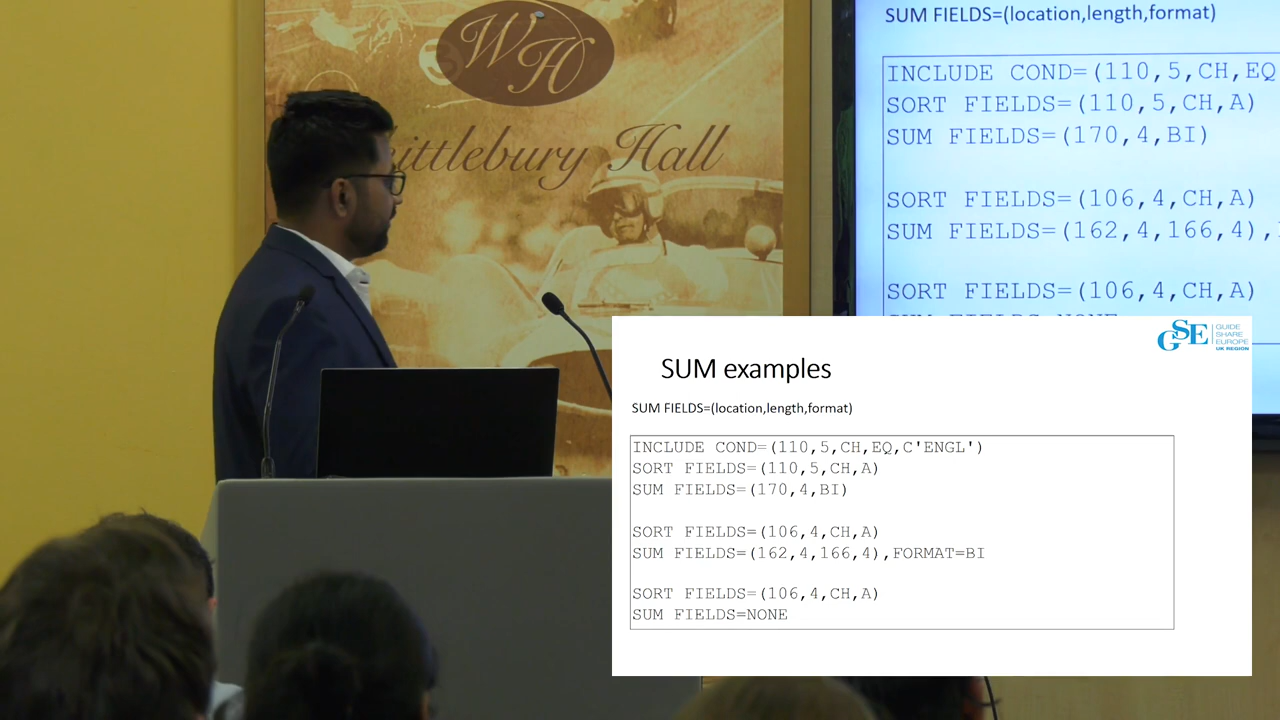 WH
ittlebury Hall
SUM FIELDS=(location,length,format)
INCLUDE COND=(110,5,CH,EQ
SORT FIELDS=(110,5,CH,A)
SUM FIELDS=(170,4,BI)
SORT FIELDS=(106,4,CH,A)
SUM FIELDS=(162,4,166,4),
SORT FIELDS=(106,4,CH,A)
GSE GUIDE
SHARE
EUROPE
UK REGION
SUM examples
SUM FIELDS=(location,length,format)
INCLUDE COND=(110,5,CH,EQ,C'ENGL')
SORT FIELDS=(110,5,CH,A)
SUM FIELDS=(170,4,BI)
SORT FIELDS=(106,4,CH,A)
SUM FIELDS=(162,4,166,4),FORMAT=BI
SORT FIELDS=(106,4,CH,A)
SUM FIELDS=NONE